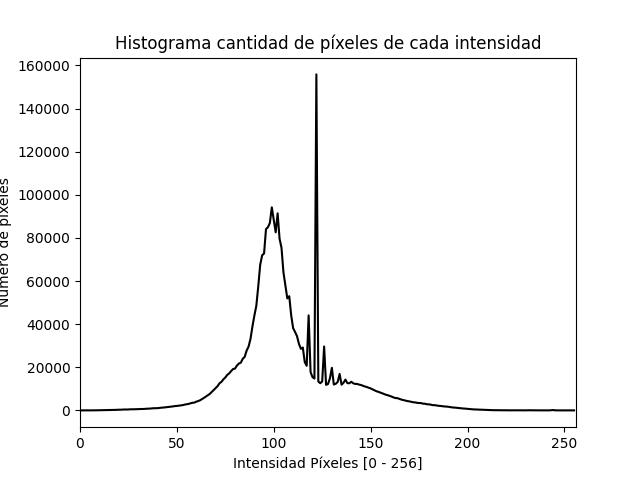 Histograma cantidad de píxeles de cada intensidad
160000
140000
120000
100000
80000
60000
40000
20000
0
Número de píxeles
0 50 100 150 200 250
Intensidad Píxeles [0 - 256]